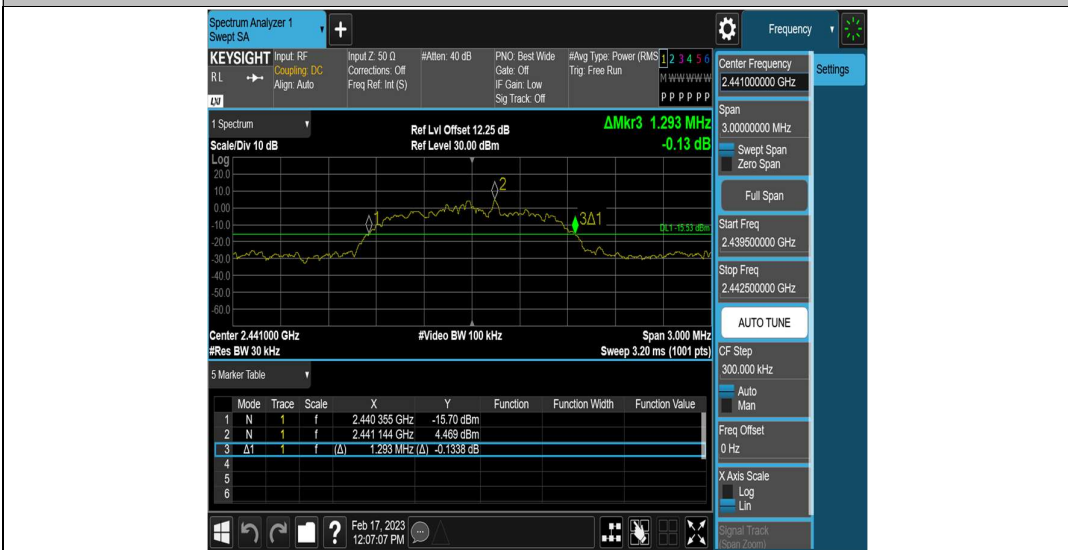 Spectrum Analyzer 1
Swept SA
+
Frequency
KEYSIGHT
RL
LXI
Input: RF
Coupling: DC
Align: Auto
Input Z: 50 Ω
Corrections: Off
Freq Ref: Int (S)
#Atten: 40 dB
PNO: Best Wide
Gate: Off
IF Gain: Low
Sig Track: Off
#Avg Type: Power (RMS
Trig: Free Run
1 2 3 4 5 6
M W W W W W
P P P P P P
1 Spectrum
Scale/Div 10 dB
Ref Lvl Offset 12.25 dB
Ref Level 30.00 dBm
ΔMkr3 1.293 MHz
-0.13 dB
Log
20.0
10.0
0.00
-10.0
-20.0
-30.0
-40.0
-50.0
-60.0
1
2
3Δ1
DL1 -15.53 dBm
Center 2.441000 GHz
#Res BW 30 kHz
#Video BW 100 kHz
Span 3.000 MHz
Sweep 3.20 ms (1001 pts)
5 Marker Table
Mode Trace Scale X Y Function Function Width Function Value
1 N 1 f 2.440 355 GHz -15.70 dBm
2 N 1 f 2.441 144 GHz 4.469 dBm
3 Δ1 1 f (Δ) 1.293 MHz (Δ) -0.1338 dB
4
5
6
?
Feb 17, 2023
12:07:07 PM
Center Frequency
2.441000000 GHz
Settings
Span
3.00000000 MHz
Swept Span
Zero Span
Full Span
Start Freq
2.439500000 GHz
Stop Freq
2.442500000 GHz
AUTO TUNE
CF Step
300.000 kHz
Auto
Man
Freq Offset
0 Hz
X Axis Scale
Log
Lin
Signal Track
(Span Zoom)